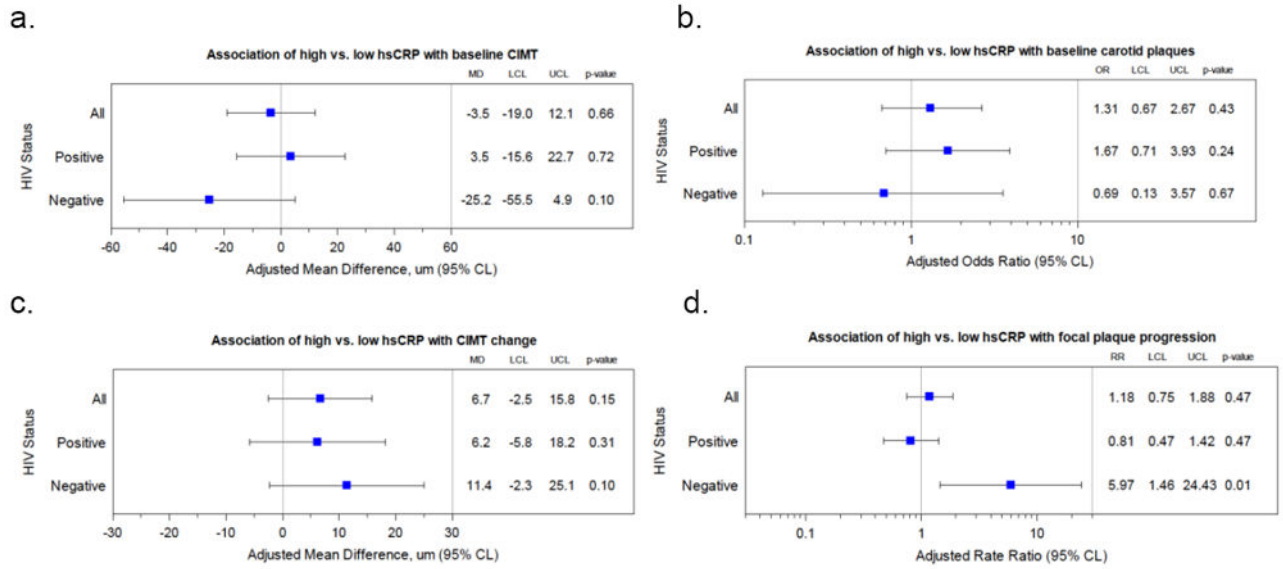 a.
Association of high vs. low hsCRP with baseline CIMT
MD LCL UCL p-value
HIV Status
All -3.5 -19.0 12.1 0.66
Positive 3.5 -15.6 22.7 0.72
Negative -25.2 -55.5 4.9 0.10
-60 -40 -20 0 20 40 60
Adjusted Mean Difference, um (95% CL)
b.
Association of high vs. low hsCRP with baseline carotid plaques
OR LCL UCL p-value
HIV Status
All 1.31 0.67 2.67 0.43
Positive 1.67 0.71 3.93 0.24
Negative 0.69 0.13 3.57 0.67
0.1 1 10
Adjusted Odds Ratio (95% CL)
c.
Association of high vs. low hsCRP with CIMT change
MD LCL UCL p-value
HIV Status
All 6.7 -2.5 15.8 0.15
Positive 6.2 -5.8 18.2 0.31
Negative 11.4 -2.3 25.1 0.10
-30 -20 -10 0 10 20 30
Adjusted Mean Difference, um (95% CL)
d.
Association of high vs. low hsCRP with focal plaque progression
RR LCL UCL p-value
HIV Status
All 1.18 0.75 1.88 0.47
Positive 0.81 0.47 1.42 0.47
Negative 5.97 1.46 24.43 0.01
0.1 1 10
Adjusted Rate Ratio (95% CL)